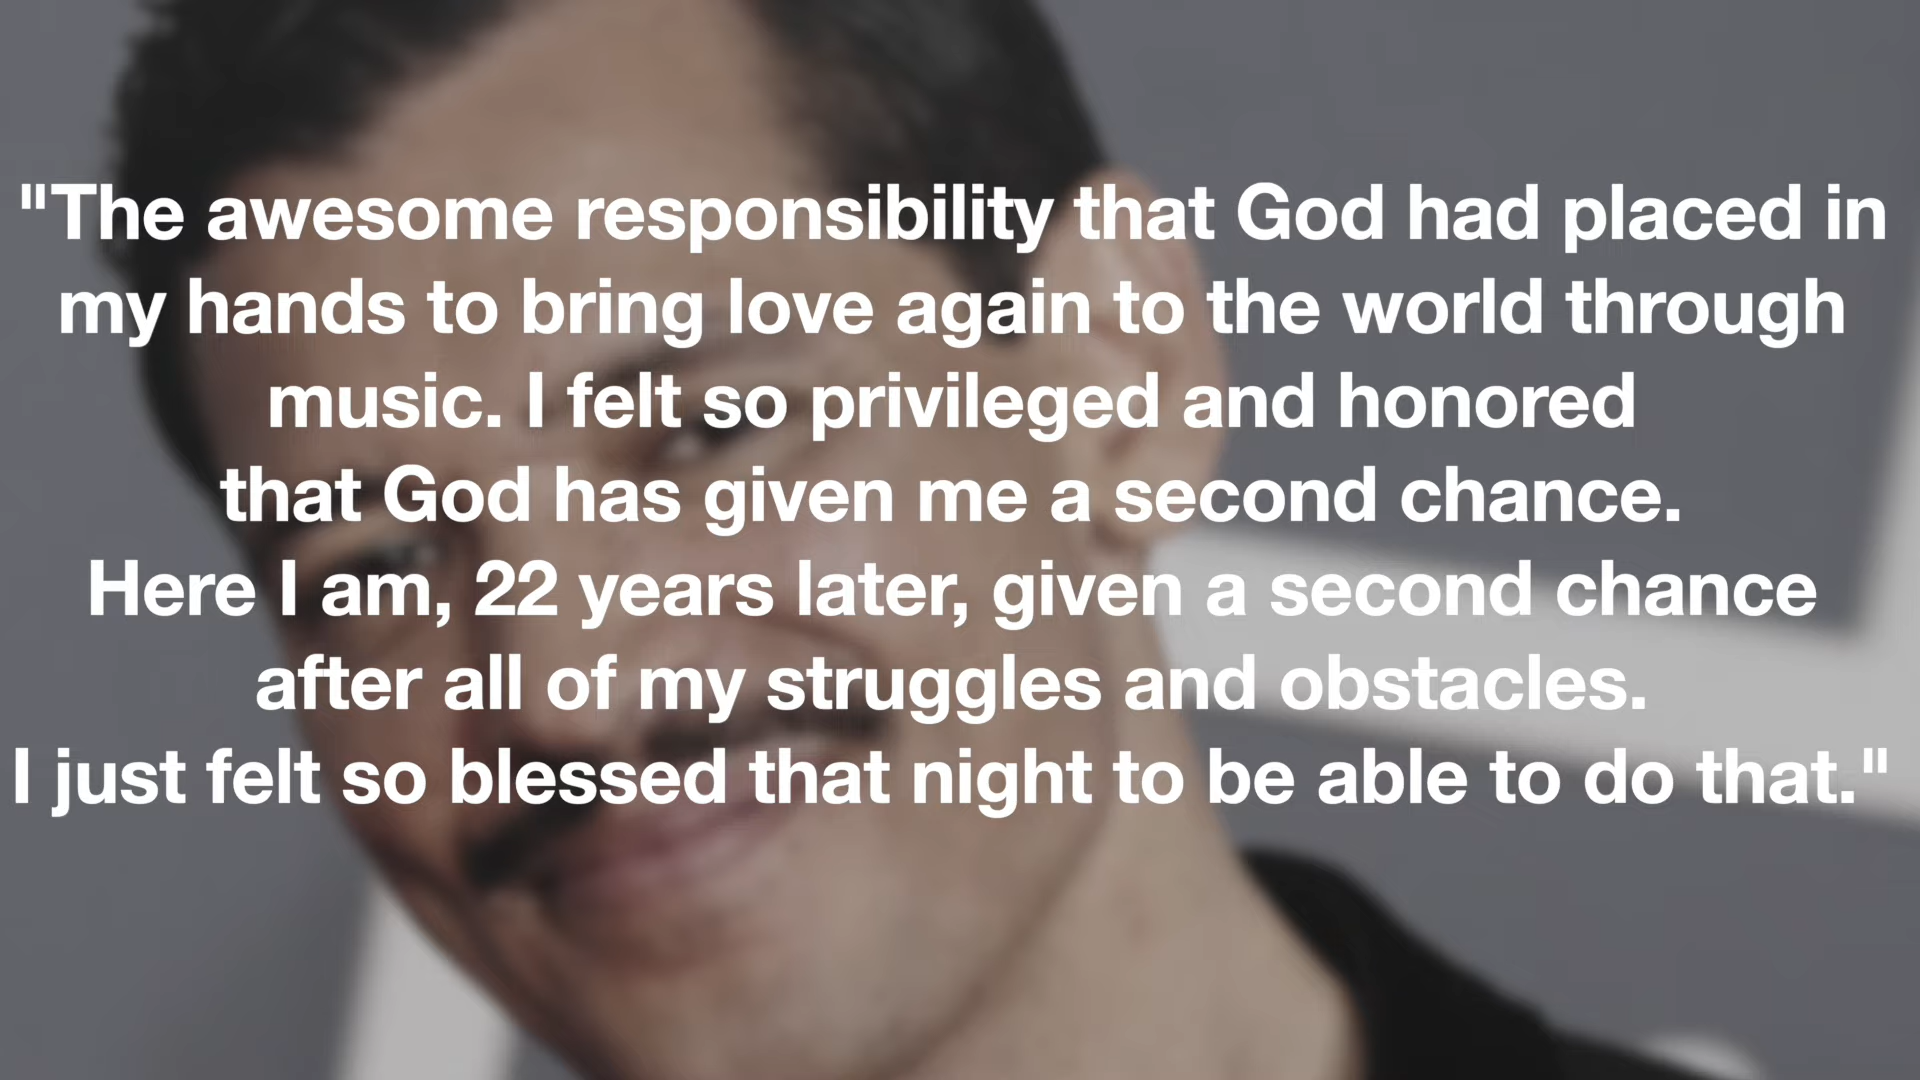 "The awesome responsibility that God had placed in
my hands to bring love again to the world through
music. I felt so privileged and honored
that God has given me a second chance.
Here I am, 22 years later, given a second chance
after all of my struggles and obstacles.
I just felt so blessed that night to be able to do that."